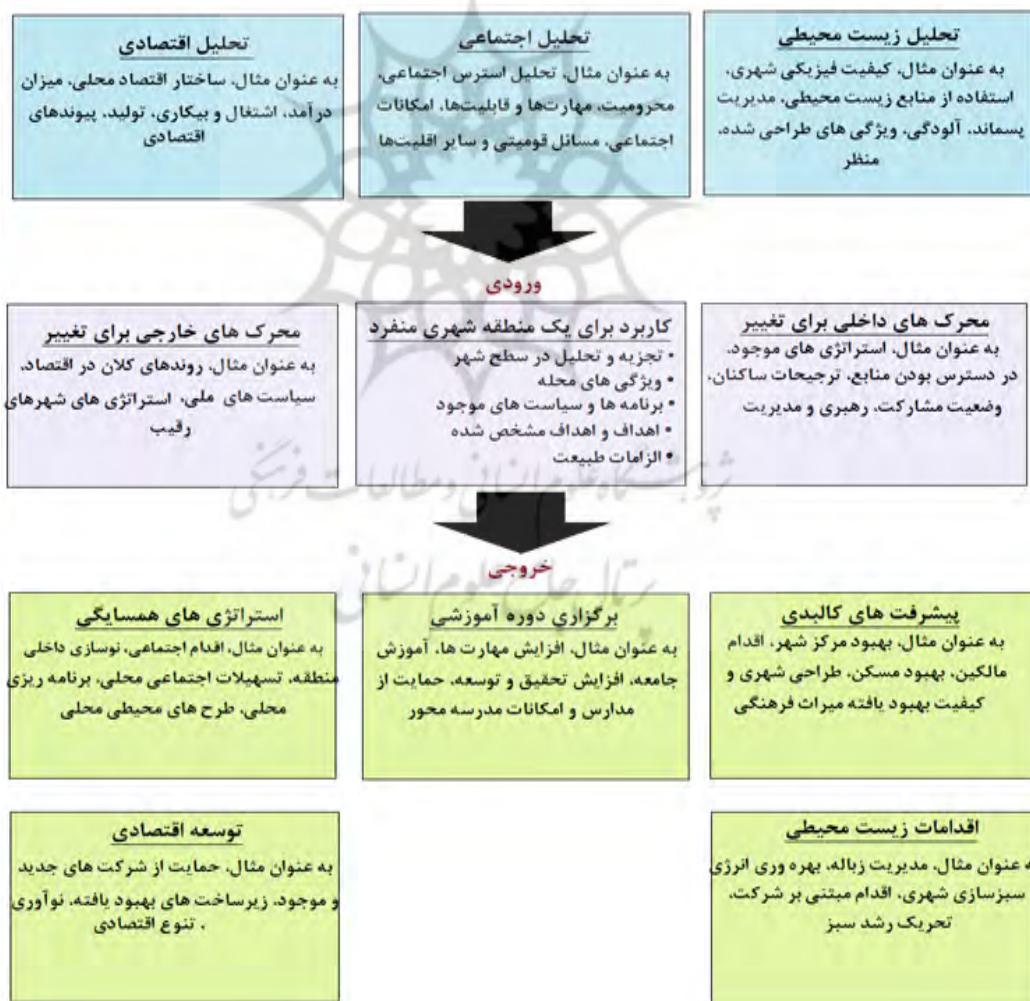 تحلیل زیست محیطی
به عنوان مثال، کیفیت فیزیکی شهری،
استفاده از منابع زیست محیطی، مدیریت
پسماند، آلودگی، ویژگی های طراحی شده،
منظر
تحلیل اجتماعی
به عنوان مثال، تحلیل استرس اجتماعی،
محرومیت، مهارت‌ها و قابلیت‌ها، امکانات
اجتماعی، مسائل قومیتی و سایر اقلیت‌ها
تحلیل اقتصادی
به عنوان مثال، ساختار اقتصاد محلی، میزان
درآمد، اشتغال و بیکاری، تولید، پیوندهای
اقتصادی
ورودی
محرک های داخلی برای تغییر
به عنوان مثال، استراتژی های موجود،
در دسترس بودن منابع، ترجیحات ساکنان،
وضعیت مشارکت، رهبری و مدیریت
کاربرد برای یک منطقه شهری منفرد
• تجزیه و تحلیل در سطح شهر
• ویژگی های محله
• برنامه ها و سیاست های موجود
• اهداف و اهداف مشخص شده
• الزامات طبیعت
محرک های خارجی برای تغییر
به عنوان مثال، روندهای کلان در اقتصاد،
سیاست های ملی، استراتژی های شهرهای
رقیب
پژوهشگاه علوم انسانی و مطالعات فرهنگی
خروجی
پرتال جامع علوم انسانی
پیشرفت های کالبدی
به عنوان مثال، بهبود مرکز شهر، اقدام
مالکین، بهبود مسکن، طراحی شهری و
کیفیت بهبود یافته میراث فرهنگی
برگزاری دوره آموزشی
به عنوان مثال، افزایش مهارت ها، آموزش
جامعه، افزایش تحقیق و توسعه، حمایت از
مدارس و امکانات مدرسه محور
استراتژی های همسایگی
به عنوان مثال، اقدام اجتماعی، نوسازی داخلی
منطقه، تسهیلات اجتماعی محلی، برنامه ریزی
محلی، طرح های محیطی محلی
اقدامات زیست محیطی
به عنوان مثال، مدیریت زباله، بهره وری انرژی
سبزسازی شهری، اقدام مبتنی بر شرکت،
تحریک رشد سبز
توسعه اقتصادی
به عنوان مثال، حمایت از شرکت های جدید
و موجود، زیرساخت های بهبود یافته، نوآوری
، تنوع اقتصادی